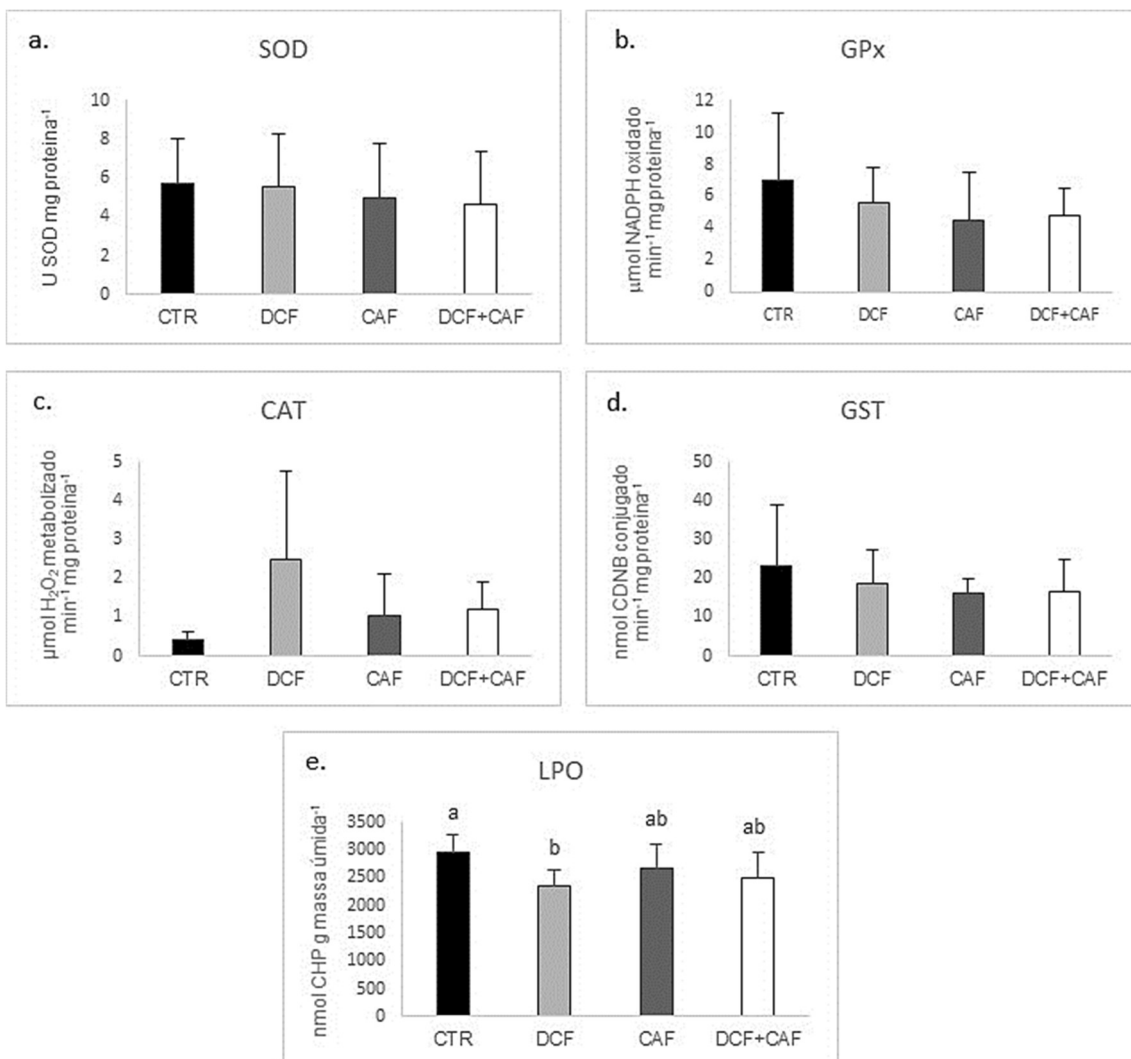 a.
SOD
U SOD mg proteina⁻¹
10
8
6
4
2
0
CTR DCF CAF DCF+CAF
b.
GPx
µmol NADPH oxidado
min⁻¹ mg proteina⁻¹
12
10
8
6
4
2
0
CTR DCF CAF DCF+CAF
c.
CAT
µmol H₂O₂ metabolizado
min⁻¹ mg proteina⁻¹
5
4
3
2
1
0
CTR DCF CAF DCF+CAF
d.
GST
nmol CDNB conjugado
min⁻¹ mg proteina⁻¹
50
40
30
20
10
0
CTR DCF CAF DCF+CAF
e.
LPO
nmol CHP g massa úmida⁻¹
3500
3000
2500
2000
1500
1000
500
0
a b ab ab
CTR DCF CAF DCF+CAF